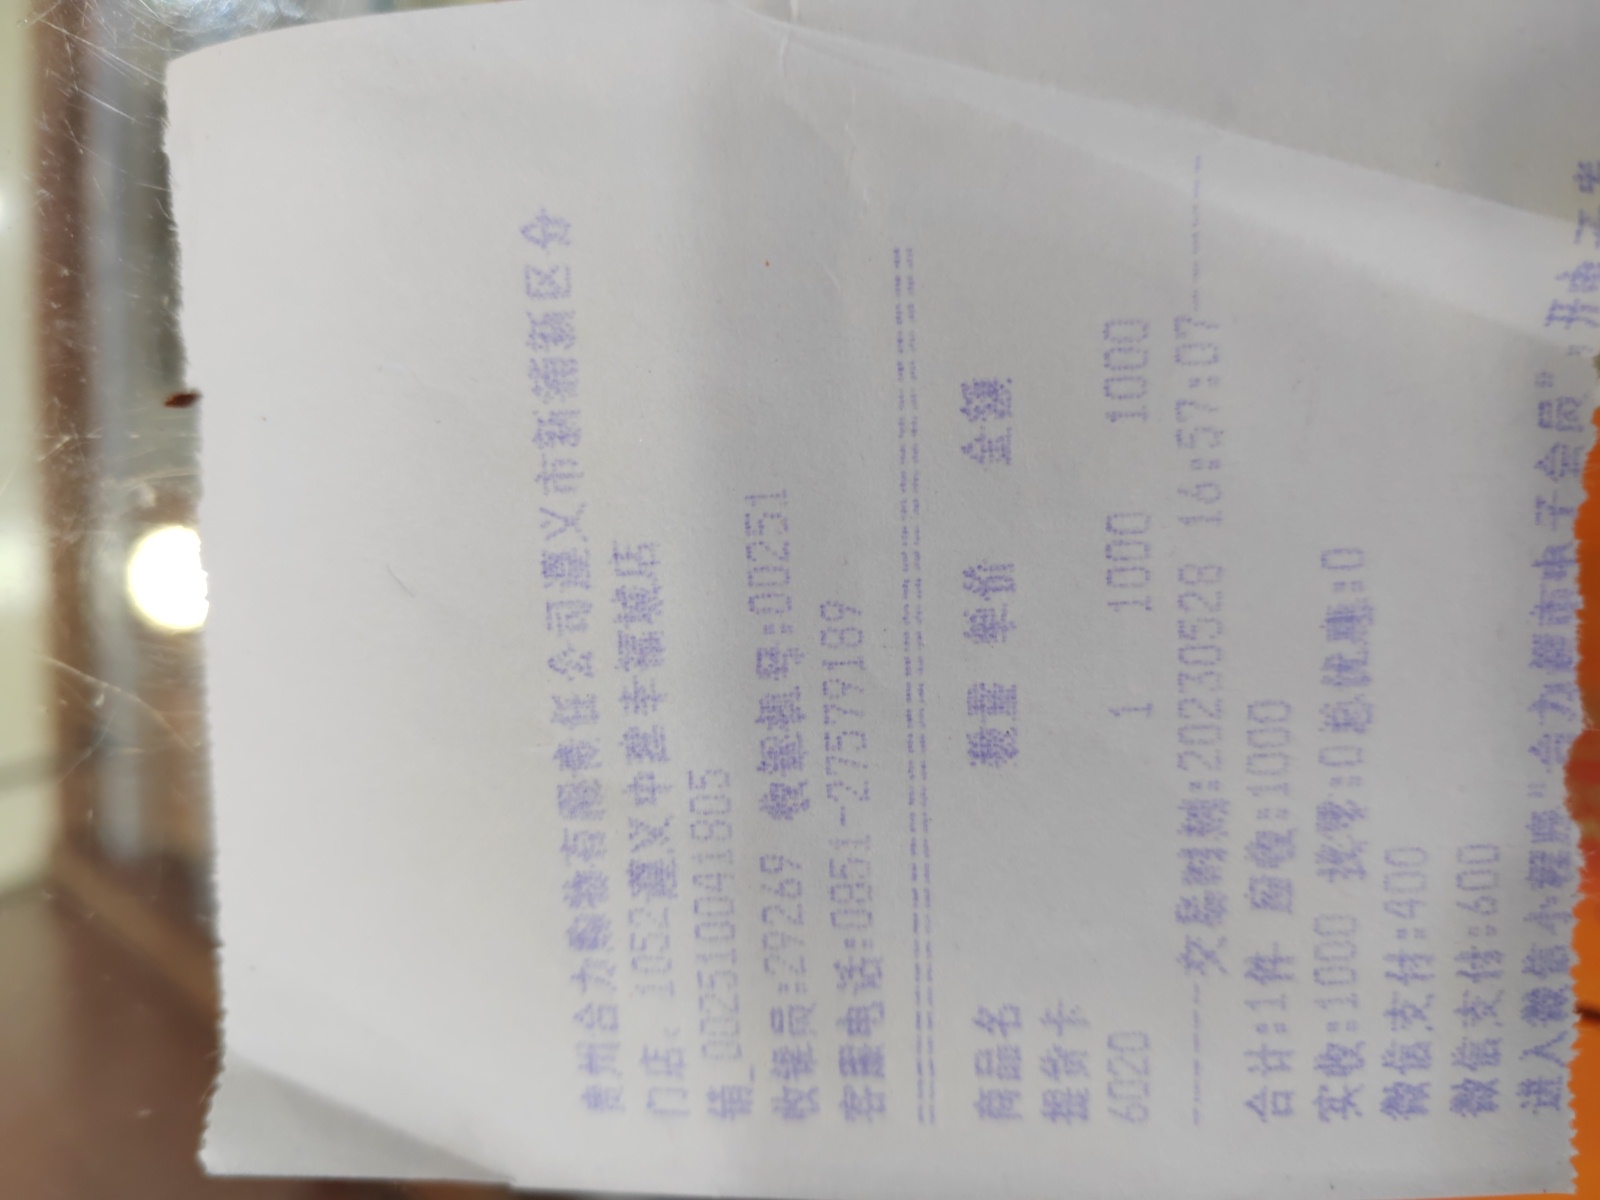 贵州合力购物有限责任公司遵义市新蒲新区分
门店: 1052遵义中建幸福城店
铺_002510041805
收银员:29269 收银机号:00251
客服电话:0851-27579189
================================
商品名 数量 单价 金额
提货卡
6020 1 1000 1000
--------交易时刻:20230528 16:57:07--------
合计:1件 应收:1000
实收:1000 找零:0总优惠:0
微信支付:400
微信支付:600
进入微信小程序"合力超市电子会员",开电子发